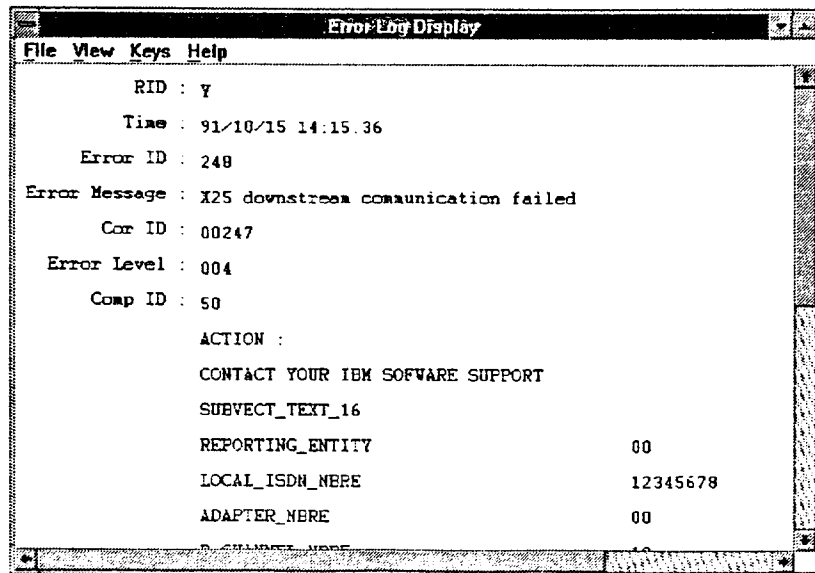 Error Log Display
File View Keys Help
RID : Y
Time : 91/10/15 14:15.36
Error ID : 248
Error Message : X25 downstream communication failed
Cor ID : 00247
Error Level : 004
Comp ID : 50
ACTION :
CONTACT YOUR IBM SOFWARE SUPPORT
SUBVECT_TEXT_16
REPORTING_ENTITY 00
LOCAL_ISDN_NBRE 12345678
ADAPTER_NBRE 00